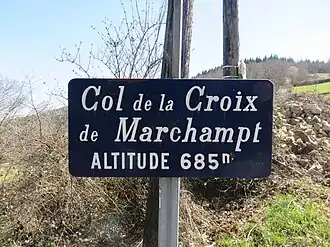 Col de la Croix
de Marchampt
ALTITUDE 685m